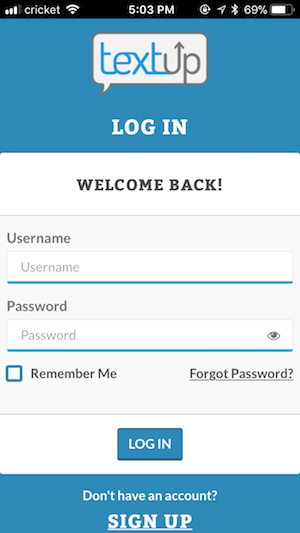 cricket 5:03 PM 69%
textup
LOG IN
WELCOME BACK!
Username
Username
Password
Password
Remember Me Forgot Password?
LOG IN
Don't have an account?
SIGN UP